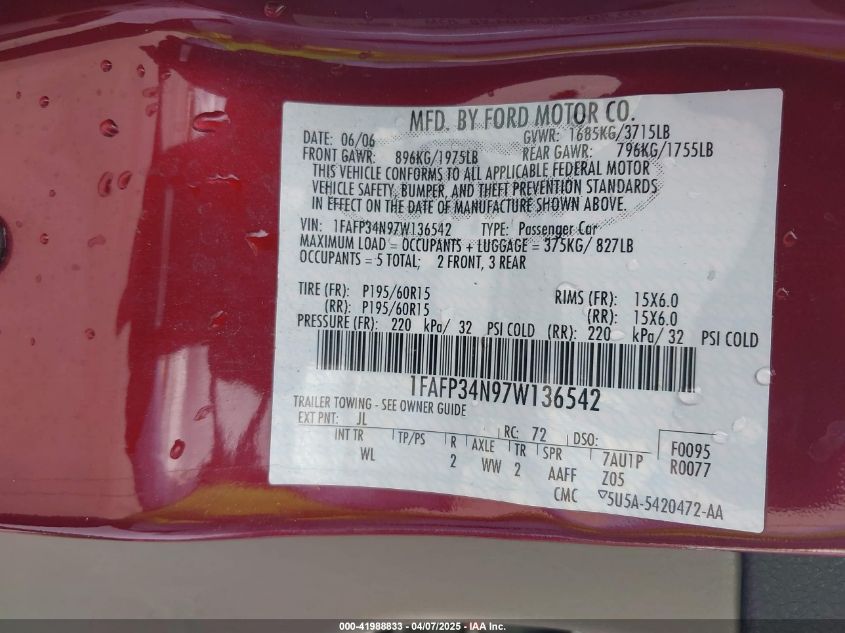 MFD. BY FORD MOTOR CO.
DATE: 06/06 GVWR: 1685KG/3715LB
FRONT GAWR: 896KG/1975LB REAR GAWR: 796KG/1755LB
THIS VEHICLE CONFORMS TO ALL APPLICABLE FEDERAL MOTOR
VEHICLE SAFETY, BUMPER, AND THEFT PREVENTION STANDARDS
IN EFFECT ON THE DATE OF MANUFACTURE SHOWN ABOVE.
VIN: 1FAFP34N97W136542 TYPE: Passenger Car
MAXIMUM LOAD = OCCUPANTS + LUGGAGE = 375KG/ 827LB
OCCUPANTS = 5 TOTAL; 2 FRONT, 3 REAR
TIRE (FR): P195/60R15 RIMS (FR): 15X6.0
(RR): P195/60R15 (RR): 15X6.0
PRESSURE (FR): 220 kPa/ 32 PSI COLD (RR): 220 kPa/ 32 PSI COLD
1FAFP34N97W136542
TRAILER TOWING - SEE OWNER GUIDE
EXT PNT: JL RC: 72 DSO: F0095
INT TR TP/PS R AXLE TR SPR 7AU1P R0077
WL 2 WW 2 AAFF Z05
CMC ▽5U5A-5420472-AA
000-41988833 - 04/07/2025 - IAA Inc.